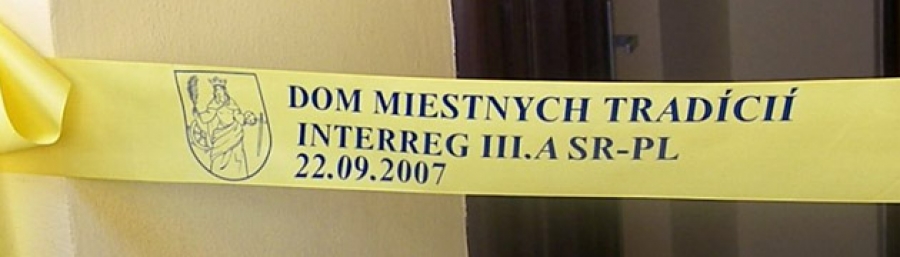 DOM MIESTNYCH TRADÍCIÍ
INTERREG III.A SR-PL
22.09.2007